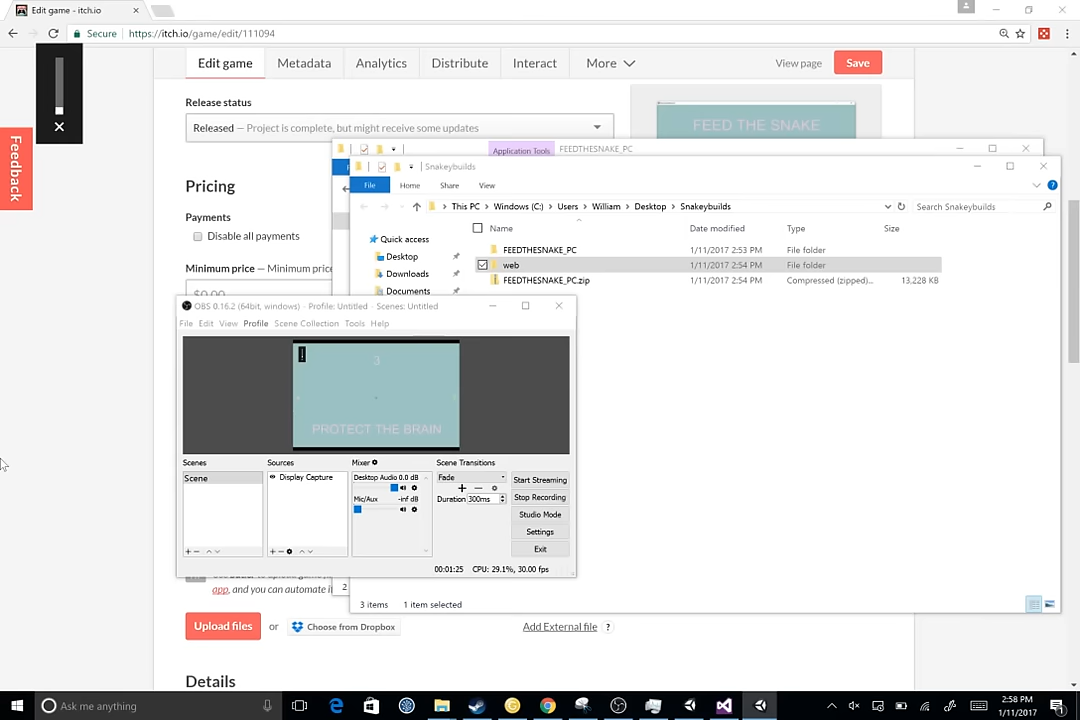 Edit game - itch.io
Secure
https://itch.io/game/edit/111094
Edit game
Metadata
Analytics
Distribute
Interact
More
View page
Save
Feedback
Release status
Released — Project is complete, but might receive some updates
FEED THE SNAKE
Pricing
Payments
Disable all payments
Minimum price — Minimum price
$0.00
Application Tools
FEEDTHESNAKE_PC
Snakeybuilds
File
Home
Share
View
This PC
Windows (C:)
Users
William
Desktop
Snakeybuilds
Search Snakeybuilds
Quick access
Desktop
Downloads
Documents
Name
Date modified
Type
Size
FEEDTHESNAKE_PC
1/11/2017 2:53 PM
File folder
web
1/11/2017 2:54 PM
File folder
FEEDTHESNAKE_PC.zip
1/11/2017 2:54 PM
Compressed (zipped)...
13,228 KB
OBS 0.16.2 (64bit, windows) - Profile: Untitled - Scenes: Untitled
File
Edit
View
Profile
Scene Collection
Tools
Help
3
PROTECT THE BRAIN
Scenes
Sources
Mixer
Scene Transitions
Scene
Display Capture
Desktop Audio 0.0 dB
Mic/Aux
-inf dB
Fade
Duration
300ms
Start Streaming
Stop Recording
Studio Mode
Settings
Exit
00:01:25
CPU: 29.1%, 30.00 fps
2
3 items
1 item selected
app, and you can automate it
Upload files
or
Choose from Dropbox
Add External file
?
Details
Ask me anything
2:58 PM
1/11/2017